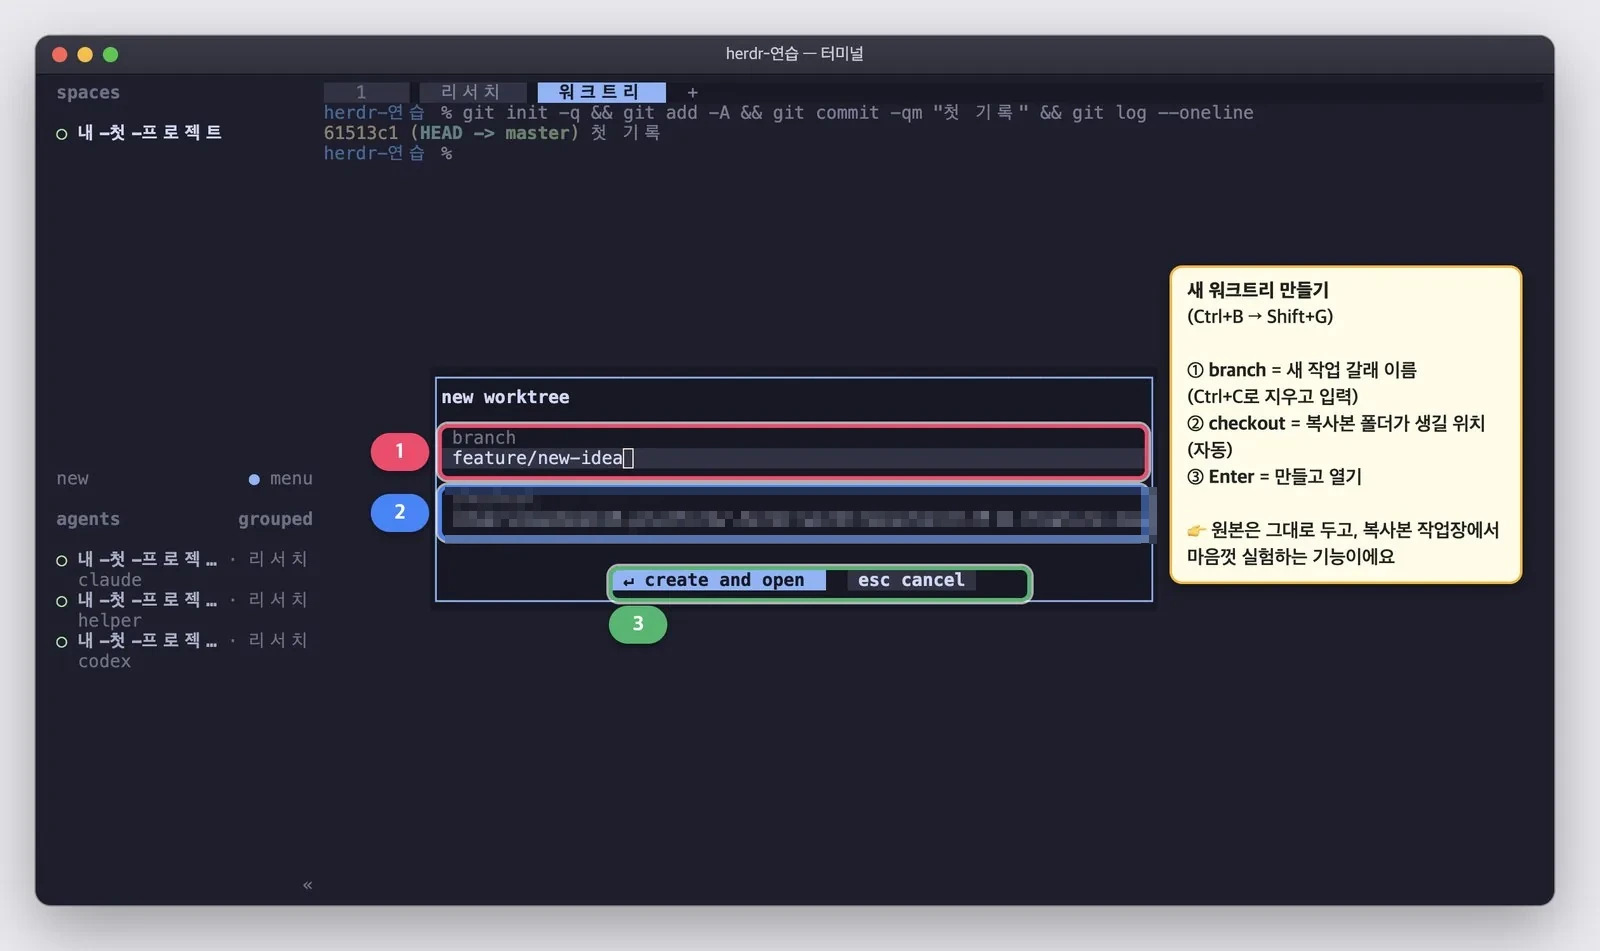 herdr-연습 — 터미널
spaces
내-첫-프로젝트
1 리서치 워크트리 +
herdr-연습 % git init -q && git add -A && git commit -qm "첫 기록" && git log --oneline
61513c1 (HEAD -> master) 첫 기록
herdr-연습 %
new worktree
branch
feature/new-idea
↵ create and open esc cancel
1
2
3
새 워크트리 만들기
(Ctrl+B → Shift+G)
① branch = 새 작업 갈래 이름
(Ctrl+C로 지우고 입력)
② checkout = 복사본 폴더가 생길 위치
(자동)
③ Enter = 만들고 열기
👉 원본은 그대로 두고, 복사본 작업장에서
마음껏 실험하는 기능이에요
new ● menu
agents grouped
내-첫-프로젝… · 리서치
claude
내-첫-프로젝… · 리서치
helper
내-첫-프로젝… · 리서치
codex
«